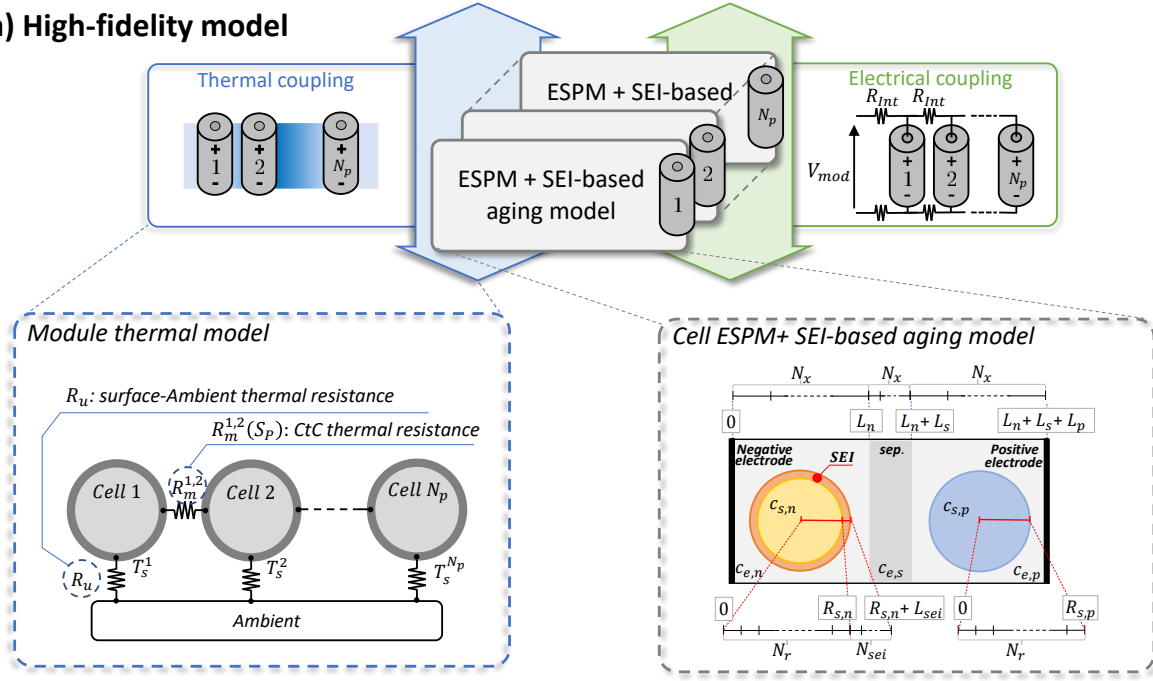 a) High-fidelity model
Thermal coupling
+ + +
1 2 N_p
- - -
ESPM + SEI-based
N_p
2
ESPM + SEI-based
aging model
1
Electrical coupling
R_Int R_Int
V_mod
+ + +
1 2 N_p
- - -
Module thermal model
R_u: surface-Ambient thermal resistance
R_m^{1,2}(S_P): CtC thermal resistance
Cell 1 R_m^{1,2} Cell 2 Cell N_p
R_u T_s^1 T_s^2 T_s^{N_p}
Ambient
Cell ESPM+ SEI-based aging model
N_x N_x N_x
0 L_n L_n + L_s L_n + L_s + L_p
Negative
electrode
SEI
sep.
Positive
electrode
c_{s,n} c_{s,p}
c_{e,n} c_{e,s} c_{e,p}
0 R_{s,n} R_{s,n} + L_{sei} 0 R_{s,p}
N_r N_{sei} N_r